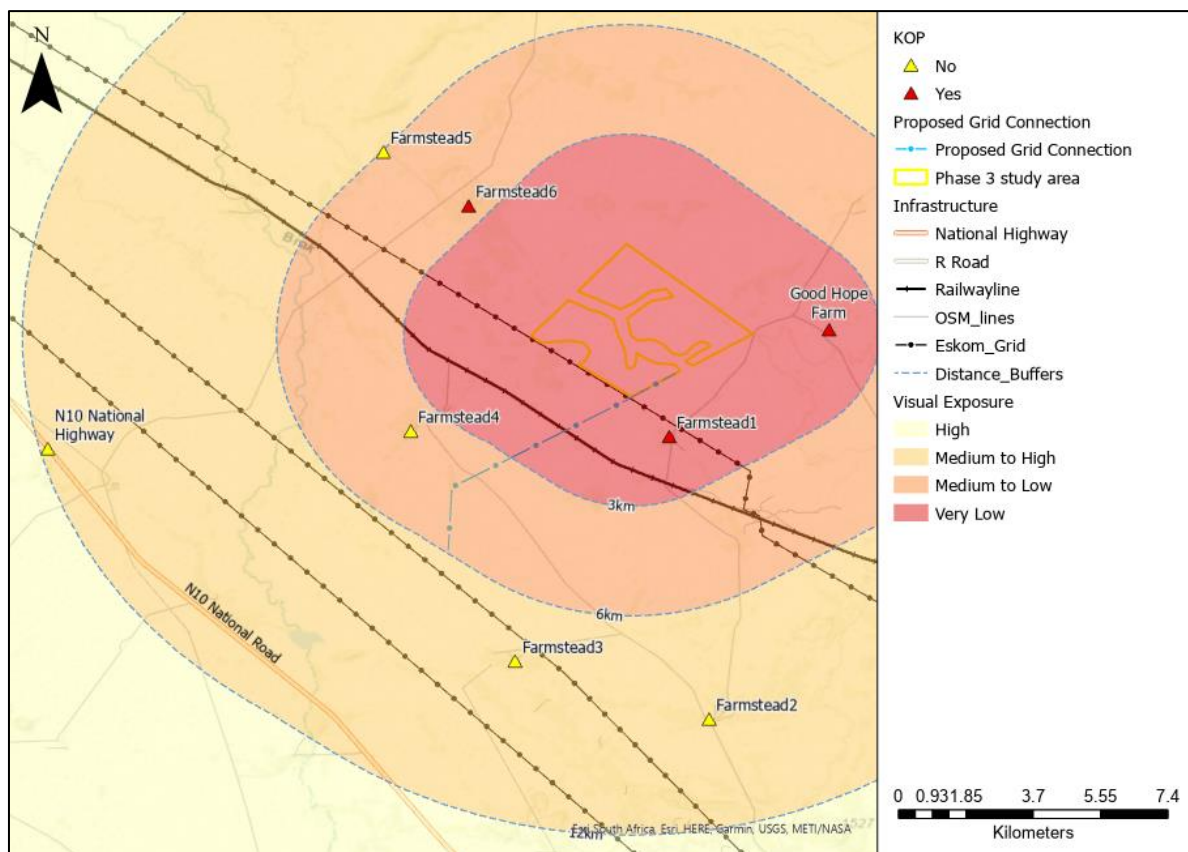 N
Farmstead5
Farmstead6
Brak
Good Hope
Farm
N10 National
Highway
Farmstead4
Farmstead1
3km
6km
N10 National Road
Farmstead3
Farmstead2
12km
South Africa, Esri, HERE, Garmin, USGS, METI/NASA
1527
KOP
No
Yes
Proposed Grid Connection
Proposed Grid Connection
Phase 3 study area
Infrastructure
National Highway
R Road
Railwayline
OSM_lines
Eskom_Grid
Distance_Buffers
Visual Exposure
High
Medium to High
Medium to Low
Very Low
0 0.931.85 3.7 5.55 7.4
Kilometers